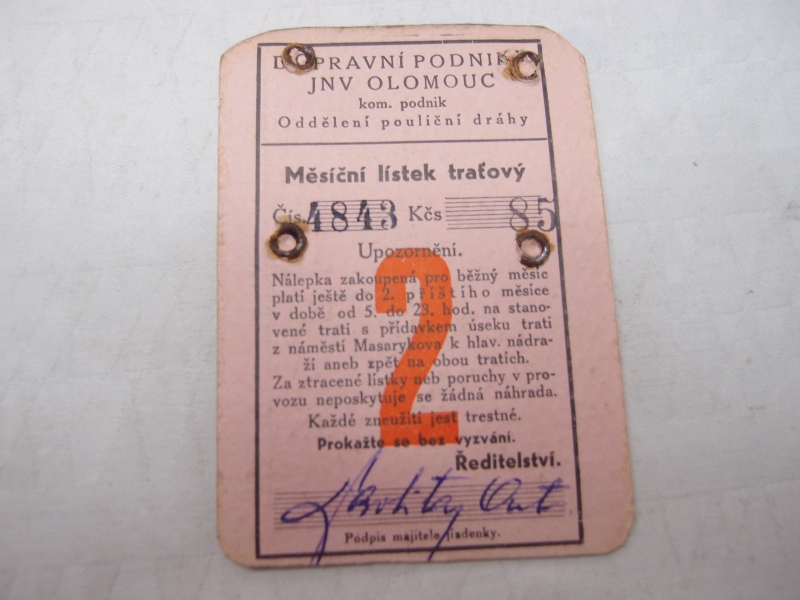 DOPRAVNÍ PODNIKY
JNV OLOMOUC
kom. podnik
Oddělení pouliční dráhy
Měsíční lístek traťový
Čís. 4843 Kčs 85
Upozornění.
2
Nálepka zakoupená pro běžný měsíc
platí ještě do 2. příštího měsíce
v době od 5. do 23. hod. na stano-
vené trati s přídavkem úseku trati
z náměstí Masarykova k hlav. nádra-
ží aneb zpět na obou tratích.
Za ztracené lístky neb poruchy v pro-
vozu neposkytuje se žádná náhrada.
Každé zneužití jest trestné.
Prokažte se bez vyzvání.
Ředitelství.
Podpis majitele jízdenky.